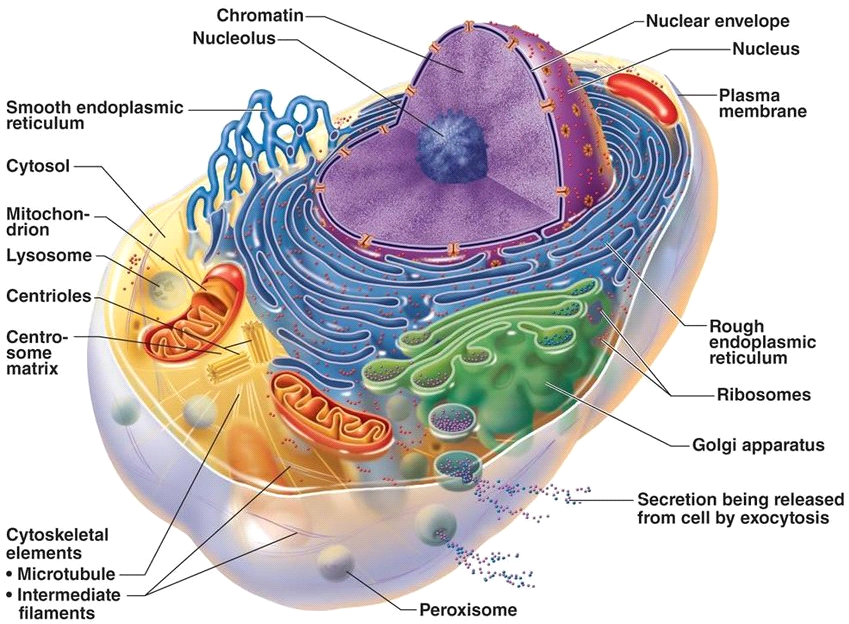 Chromatin
Nucleolus
Smooth endoplasmic
reticulum
Cytosol
Mitochon-
drion
Lysosome
Centrioles
Centro-
some
matrix
Cytoskeletal
elements
• Microtubule
• Intermediate
filaments
Nuclear envelope
Nucleus
Plasma
membrane
Rough
endoplasmic
reticulum
Ribosomes
Golgi apparatus
Secretion being released
from cell by exocytosis
Peroxisome